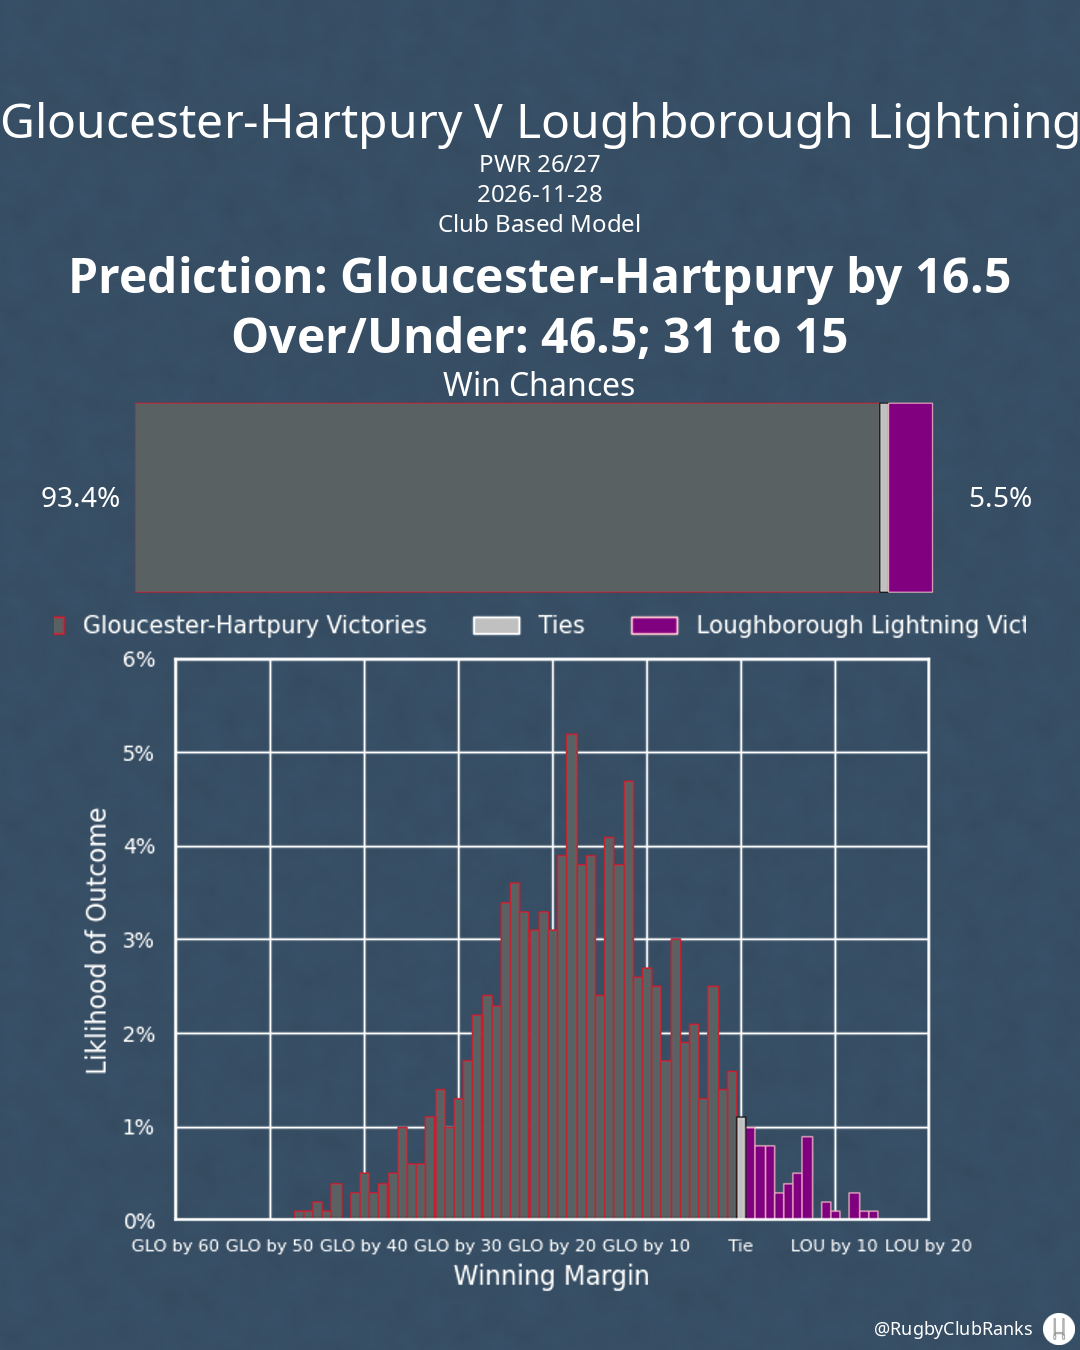 Gloucester-Hartpury V Loughborough Lightning
PWR 26/27
2026-11-28
Club Based Model
Prediction: Gloucester-Hartpury by 16.5
Over/Under: 46.5; 31 to 15
Win Chances
93.4%
5.5%
Gloucester-Hartpury Victories
Ties
Loughborough Lightning Vict
6%
5%
4%
3%
2%
1%
0%
Liklihood of Outcome
GLO by 60 GLO by 50 GLO by 40 GLO by 30 GLO by 20 GLO by 10 Tie LOU by 10 LOU by 20
Winning Margin
@RugbyClubRanks